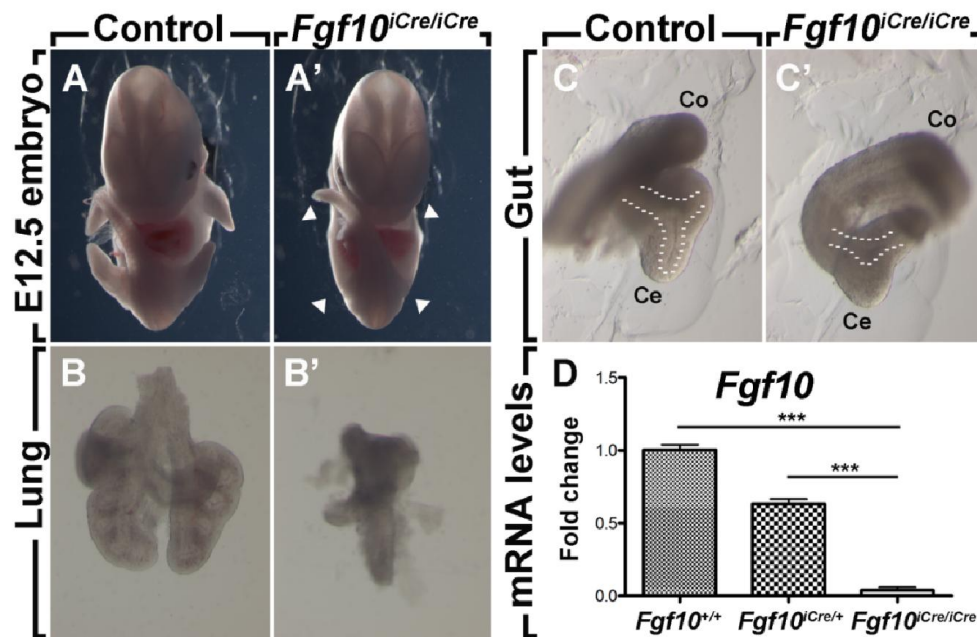 Control
Fgf10iCre/iCre
Control
Fgf10iCre/iCre
E12.5 embryo
A
A'
Gut
C
Co
Ce
C'
Co
Ce
Lung
B
B'
mRNA levels
D
Fgf10
Fold change
1.5
1.0
0.5
0.0
***
***
Fgf10+/+
Fgf10iCre/+
Fgf10iCre/iCre